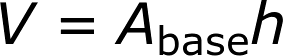 V = A_base h